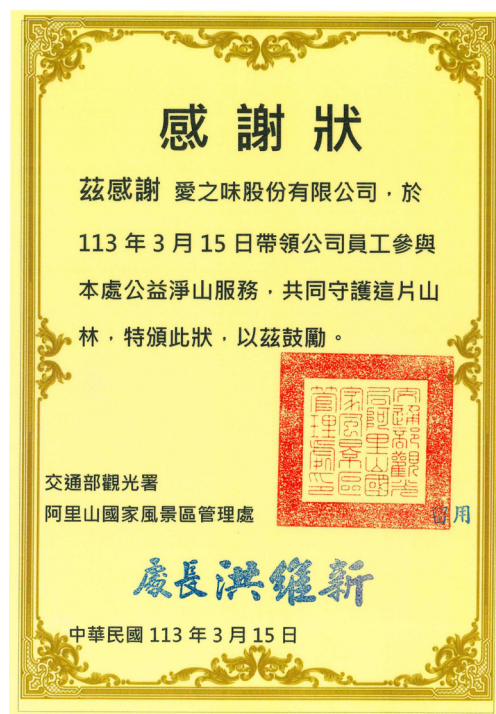 感謝狀
茲感謝 愛之味股份有限公司，於
113 年 3 月 15 日帶領公司員工參與
本處公益淨山服務，共同守護這片山
林，特頒此狀，以茲鼓勵。
交通部觀光署
阿里山國家風景區管理處
用
處長洪維新
中華民國 113 年 3 月 15 日